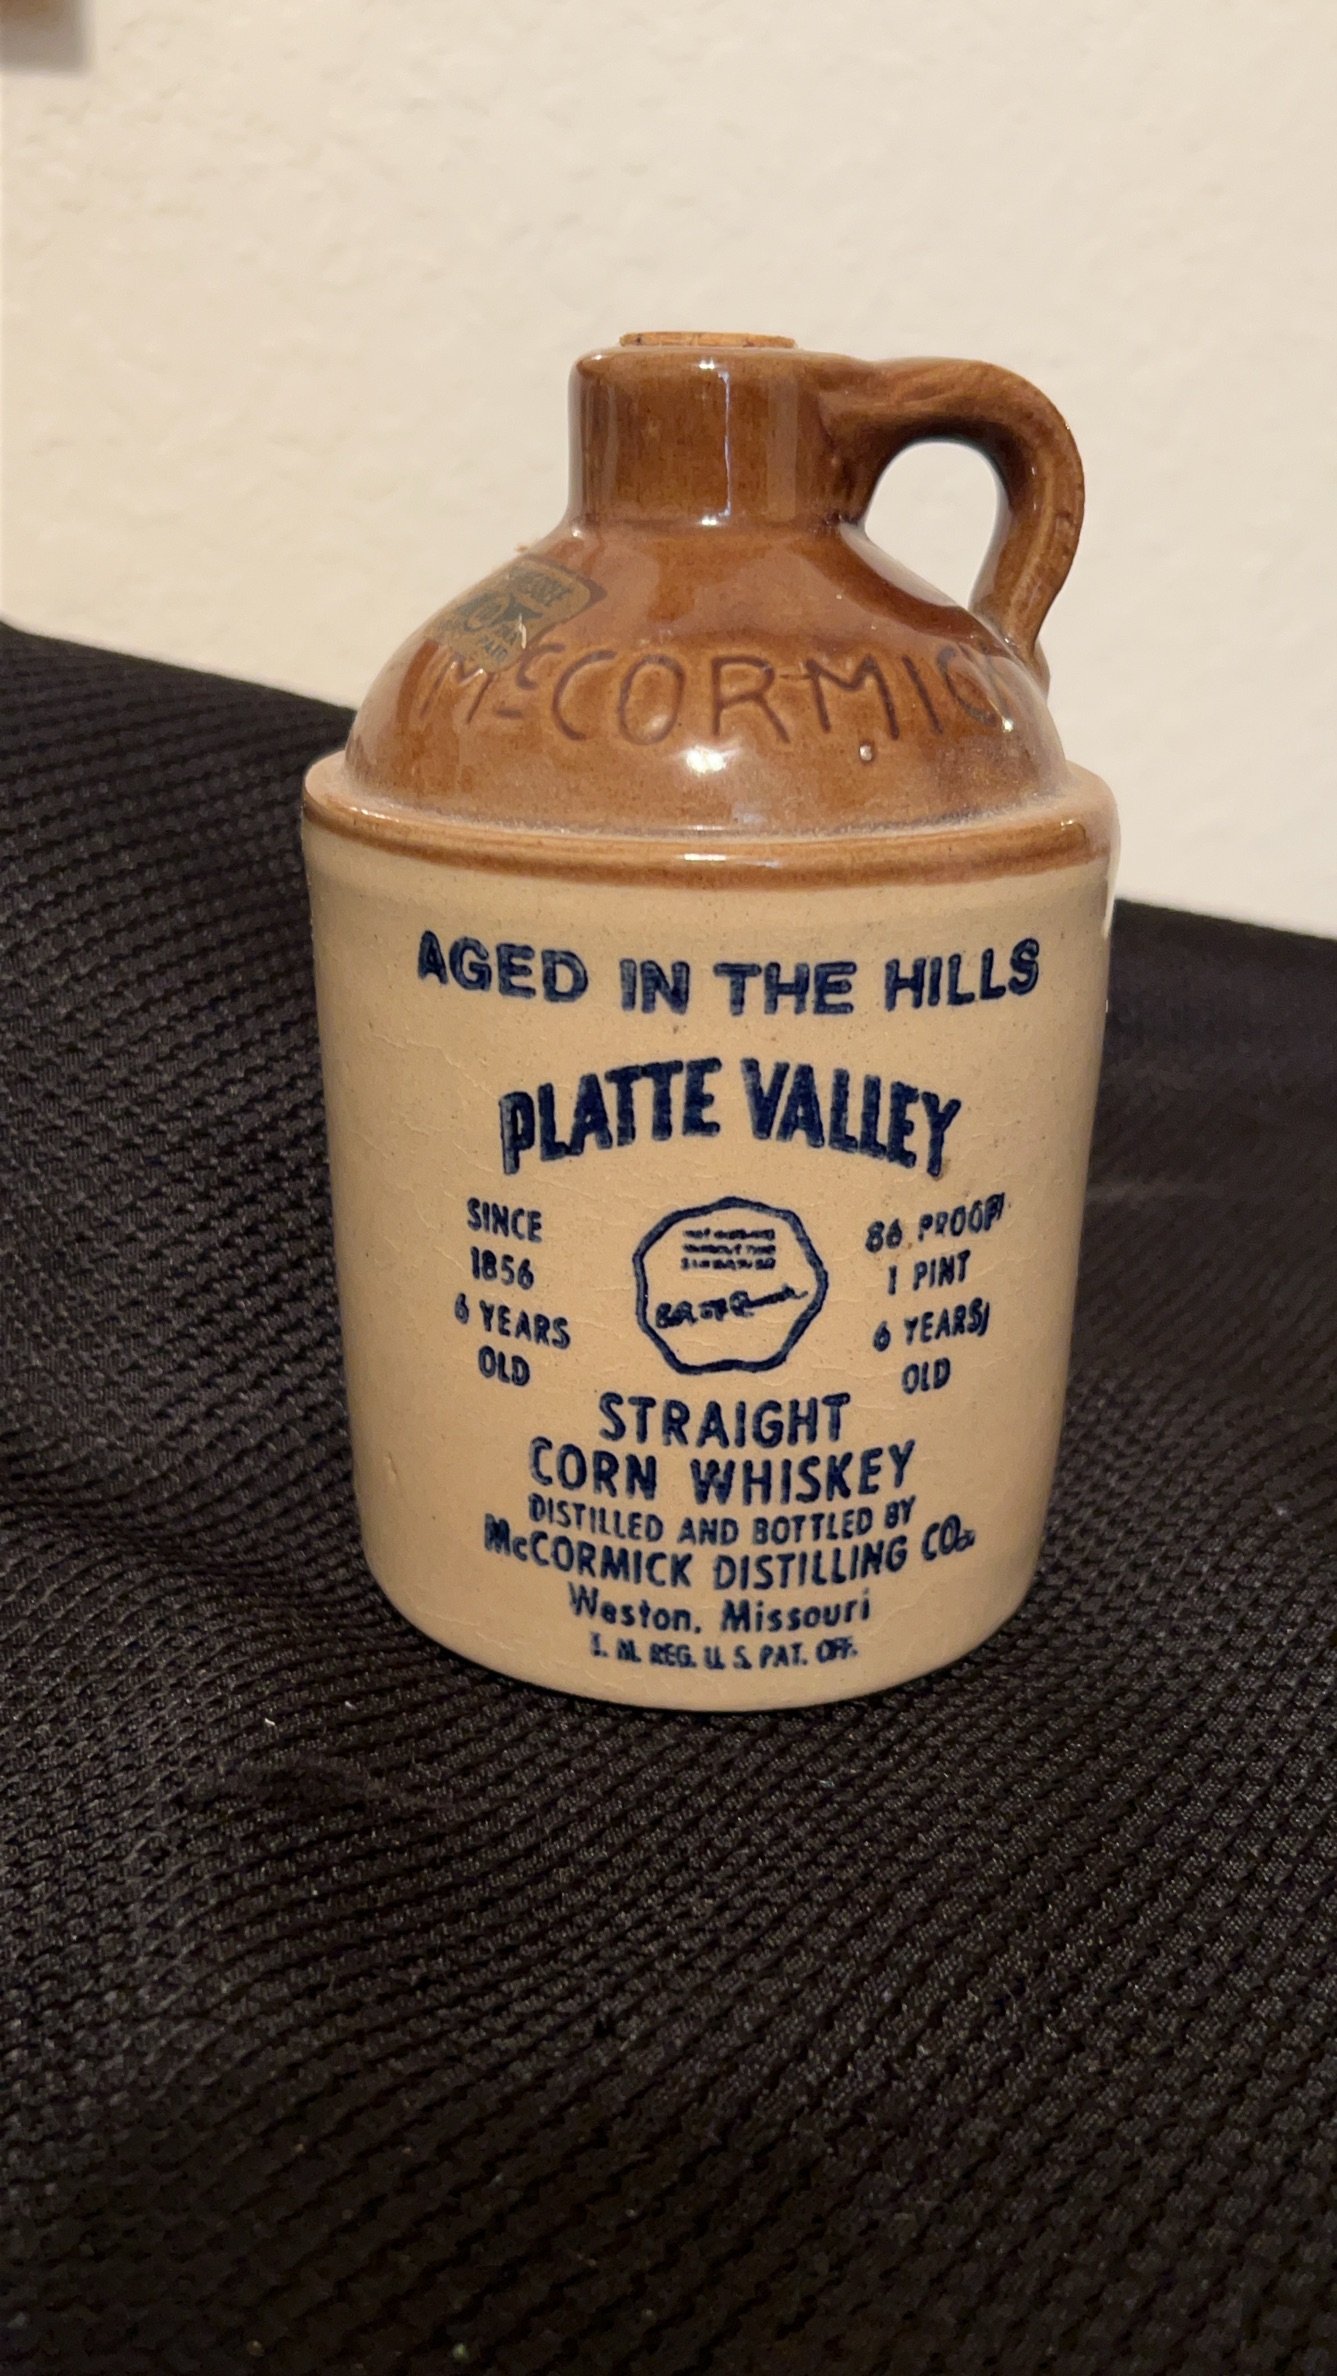 McCORMICK
AGED IN THE HILLS
PLATTE VALLEY
SINCE
1856
6 YEARS
OLD
86 PROOF
1 PINT
6 YEARS
OLD
STRAIGHT
CORN WHISKEY
DISTILLED AND BOTTLED BY
McCORMICK DISTILLING CO.
Weston, Missouri
T. M. REG. U. S. PAT. OFF.